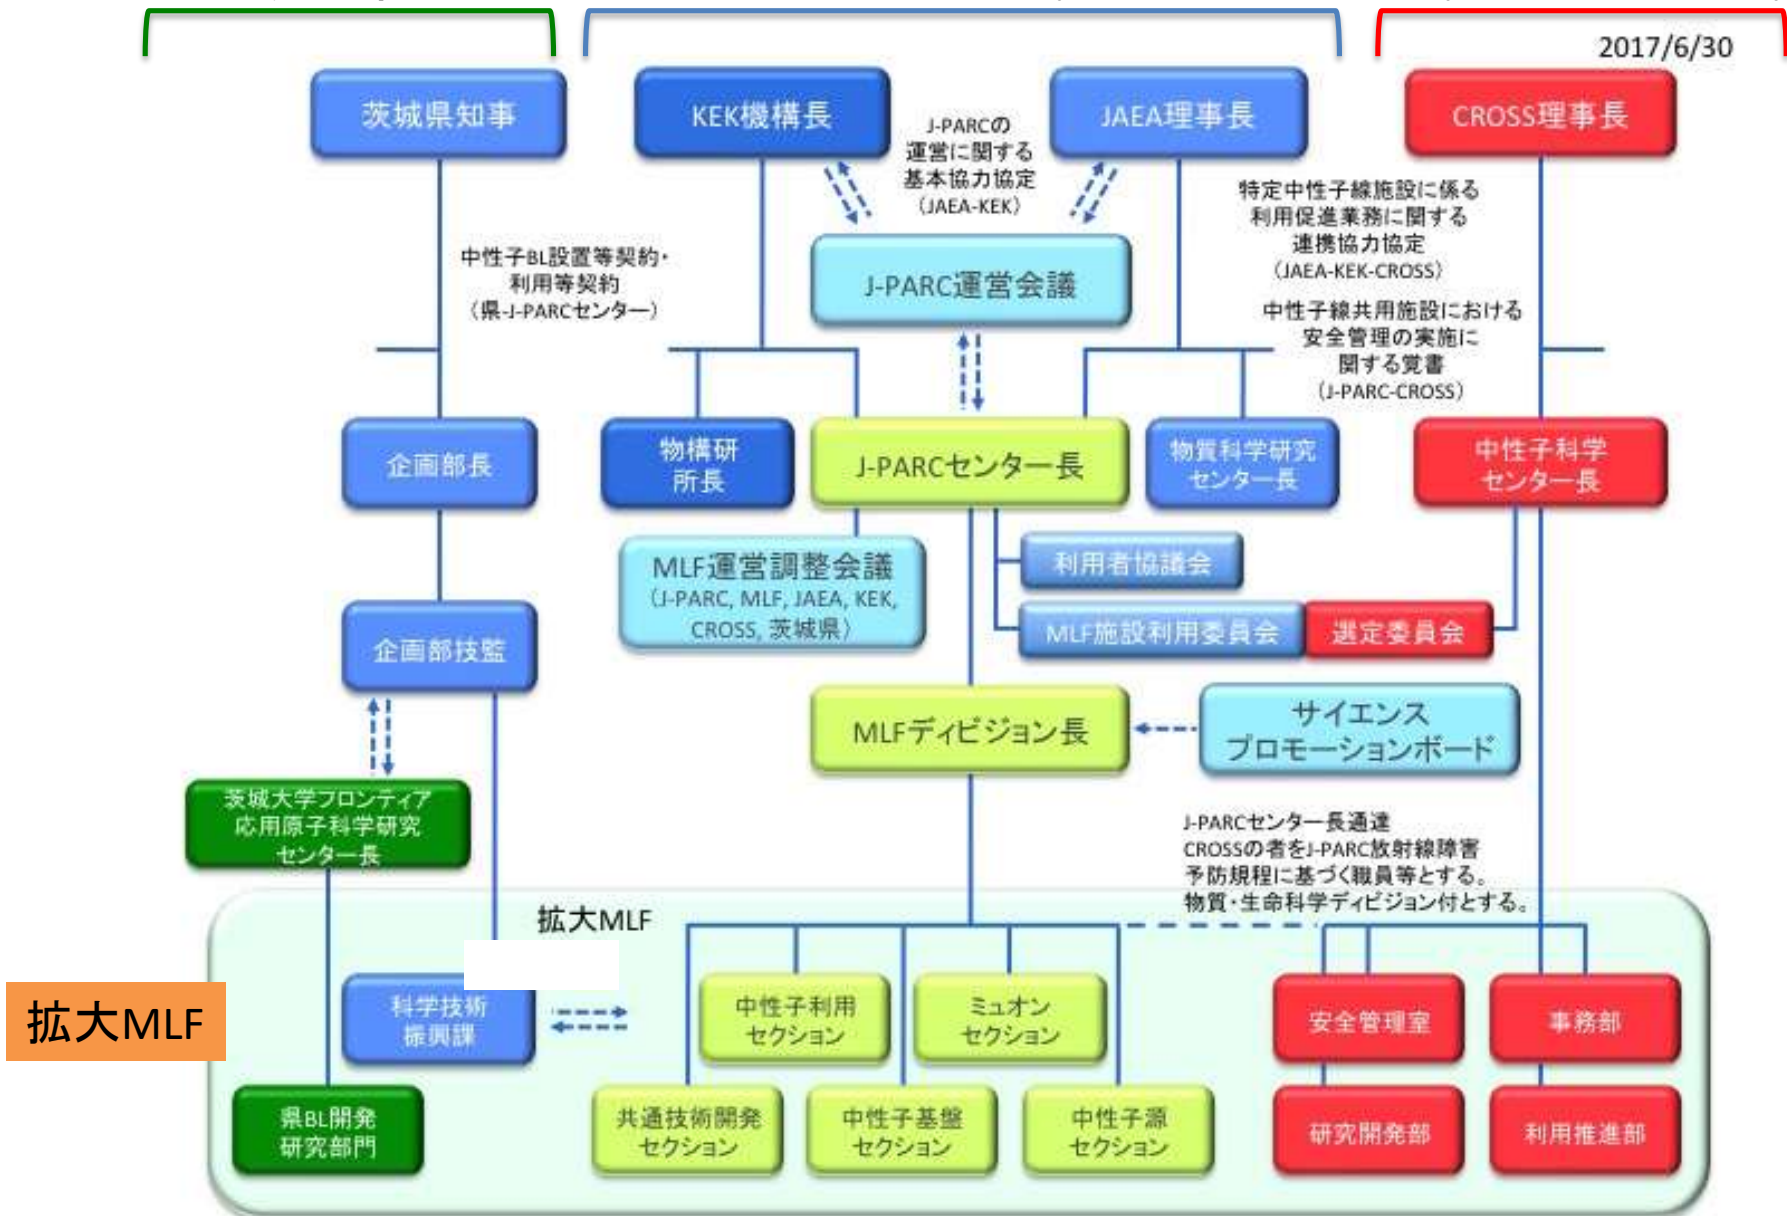 2017/6/30
茨城県知事
KEK機構長
JAEA理事長
CROSS理事長
J-PARCの
運営に関する
基本協力協定
(JAEA-KEK)
特定中性子線施設に係る
利用促進業務に関する
連携協力協定
(JAEA-KEK-CROSS)
中性子BL設置等契約・
利用等契約
(県-J-PARCセンター)
J-PARC運営会議
中性子線共用施設における
安全管理の実施に
関する覚書
(J-PARC-CROSS)
企画部長
物構研
所長
J-PARCセンター長
物質科学研究
センター長
中性子科学
センター長
MLF運営調整会議
(J-PARC, MLF, JAEA, KEK,
CROSS, 茨城県)
利用者協議会
MLF施設利用委員会
選定委員会
企画部技監
MLFディビジョン長
サイエンス
プロモーションボード
茨城大学フロンティア
応用原子科学研究
センター長
J-PARCセンター長通達
CROSSの者をJ-PARC放射線障害
予防規程に基づく職員等とする。
物質・生命科学ディビジョン付とする。
拡大MLF
拡大MLF
科学技術
振興課
中性子利用
セクション
ミュオン
セクション
安全管理室
事務部
県BL開発
研究部門
共通技術開発
セクション
中性子基盤
セクション
中性子源
セクション
研究開発部
利用推進部